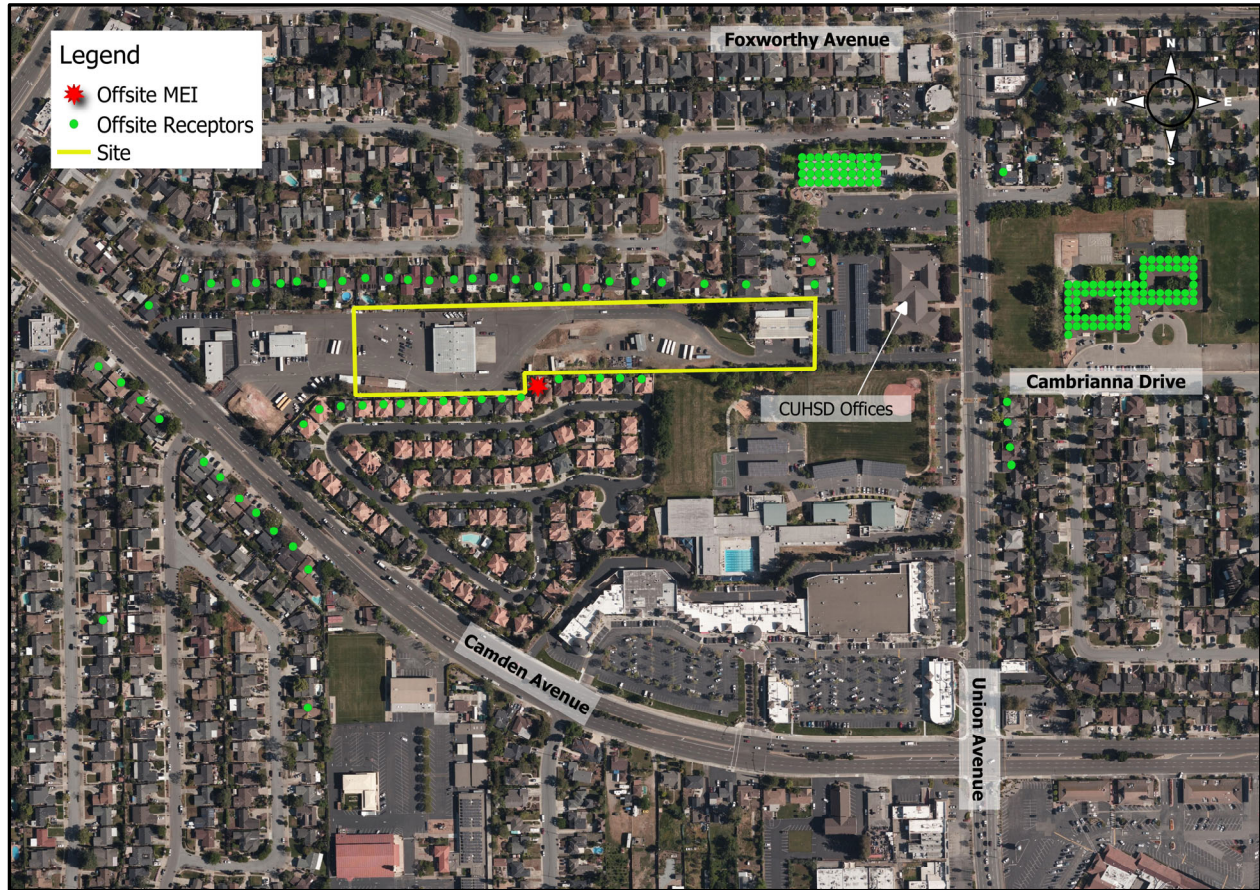 Legend
Offsite MEI
Offsite Receptors
Site
Foxworthy Avenue
N
W
E
S
Cambrianna Drive
CUHSD Offices
Camden Avenue
Union Avenue